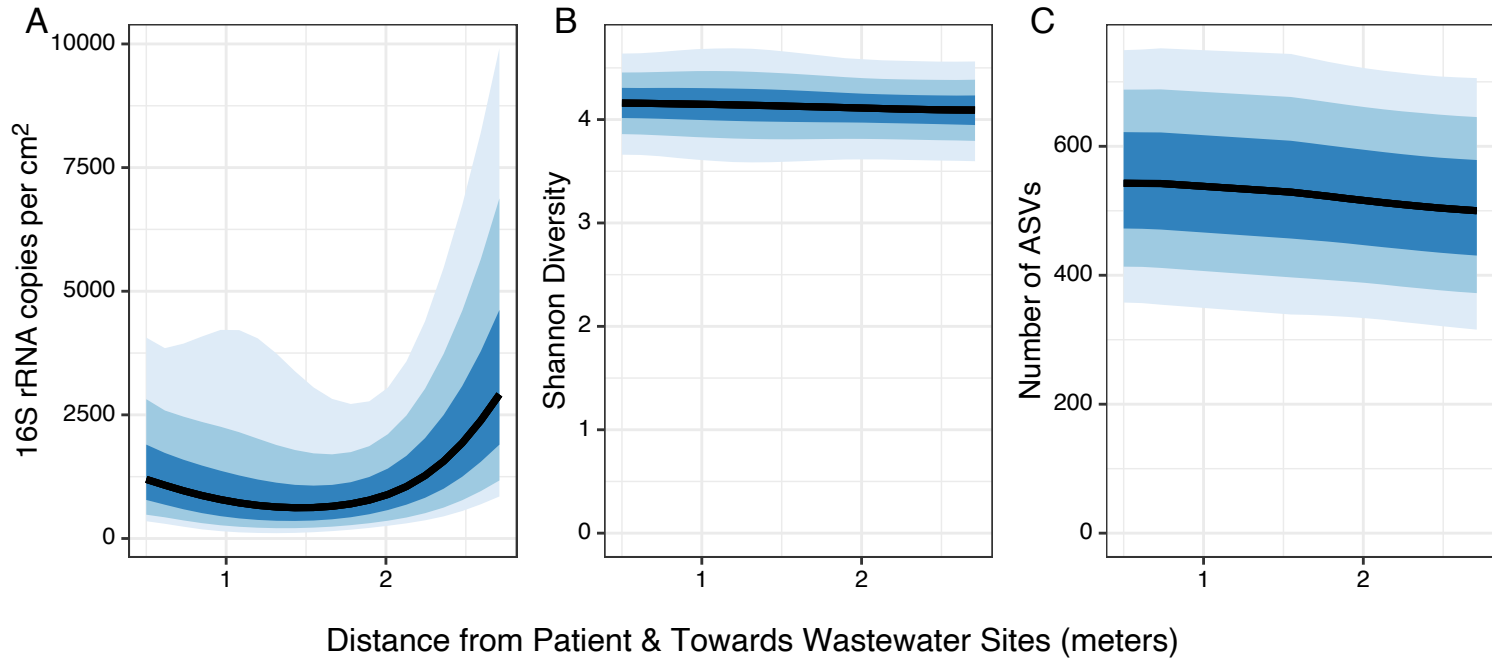 A
16S rRNA copies per cm²
10000
7500
5000
2500
0
1
2
B
Shannon Diversity
4
3
2
1
0
1
2
C
Number of ASVs
600
400
200
0
1
2
Distance from Patient & Towards Wastewater Sites (meters)